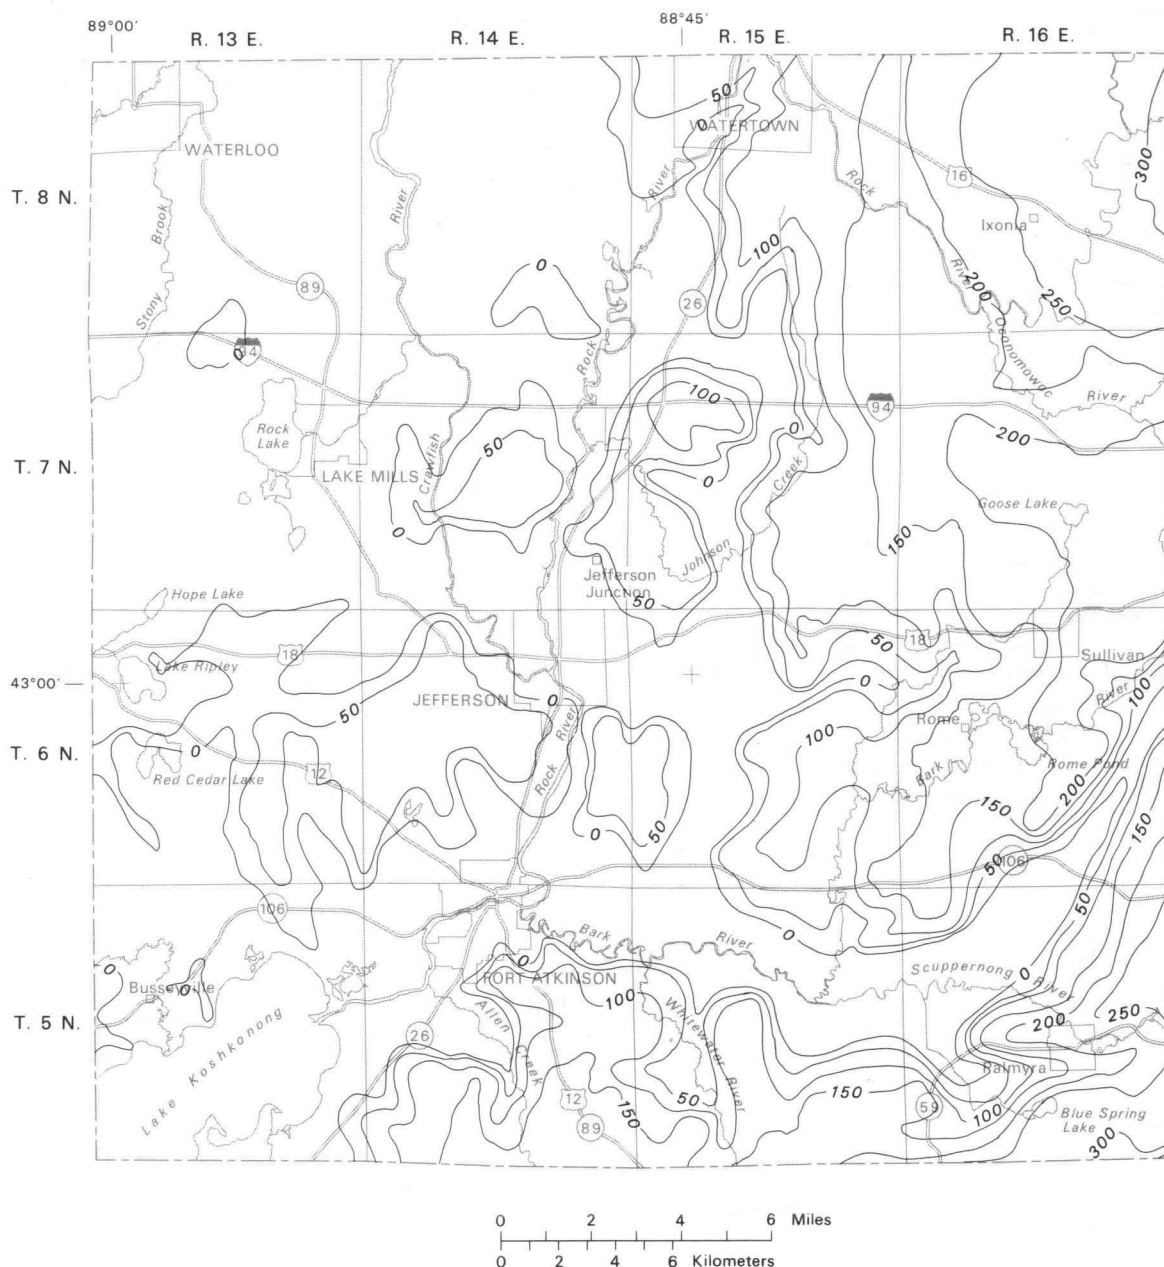 89°00′
88°45′
R. 13 E.
R. 14 E.
R. 15 E.
R. 16 E.
50
WATERTOWN
0
WATERLOO
300
River
River
Rock
16
T. 8 N.
Brook
Ixonia
100
0
River
89
Stony
26
200
250
Oconomowoc
94
0
Rock
100
River
94
Rock
Lake
50
Crawfish
0
200
T. 7 N.
LAKE MILLS
0
Creek
Goose Lake
0
150
Johnson
Jefferson
Junction
50
Hope Lake
18
Lake Ripley
50
18
Sullivan
43°00′
0
JEFFERSON
0
River
100
50
River
Rome
100
T. 6 N.
0
Red Cedar Lake
12
Rock
Bark
Rome Pond
200
150
150
0
50
50
106
106
50
Bark
River
0
0
0
Scuppernong
River
0
Busseyville
0
FORT ATKINSON
100
T. 5 N.
Lake Koshkonong
Allen
Creek
Whitewater River
26
200
250
Palmyra
12
150
50
150
59
100
Blue Spring
Lake
89
300
0 2 4 6 Miles
0 2 4 6 Kilometers